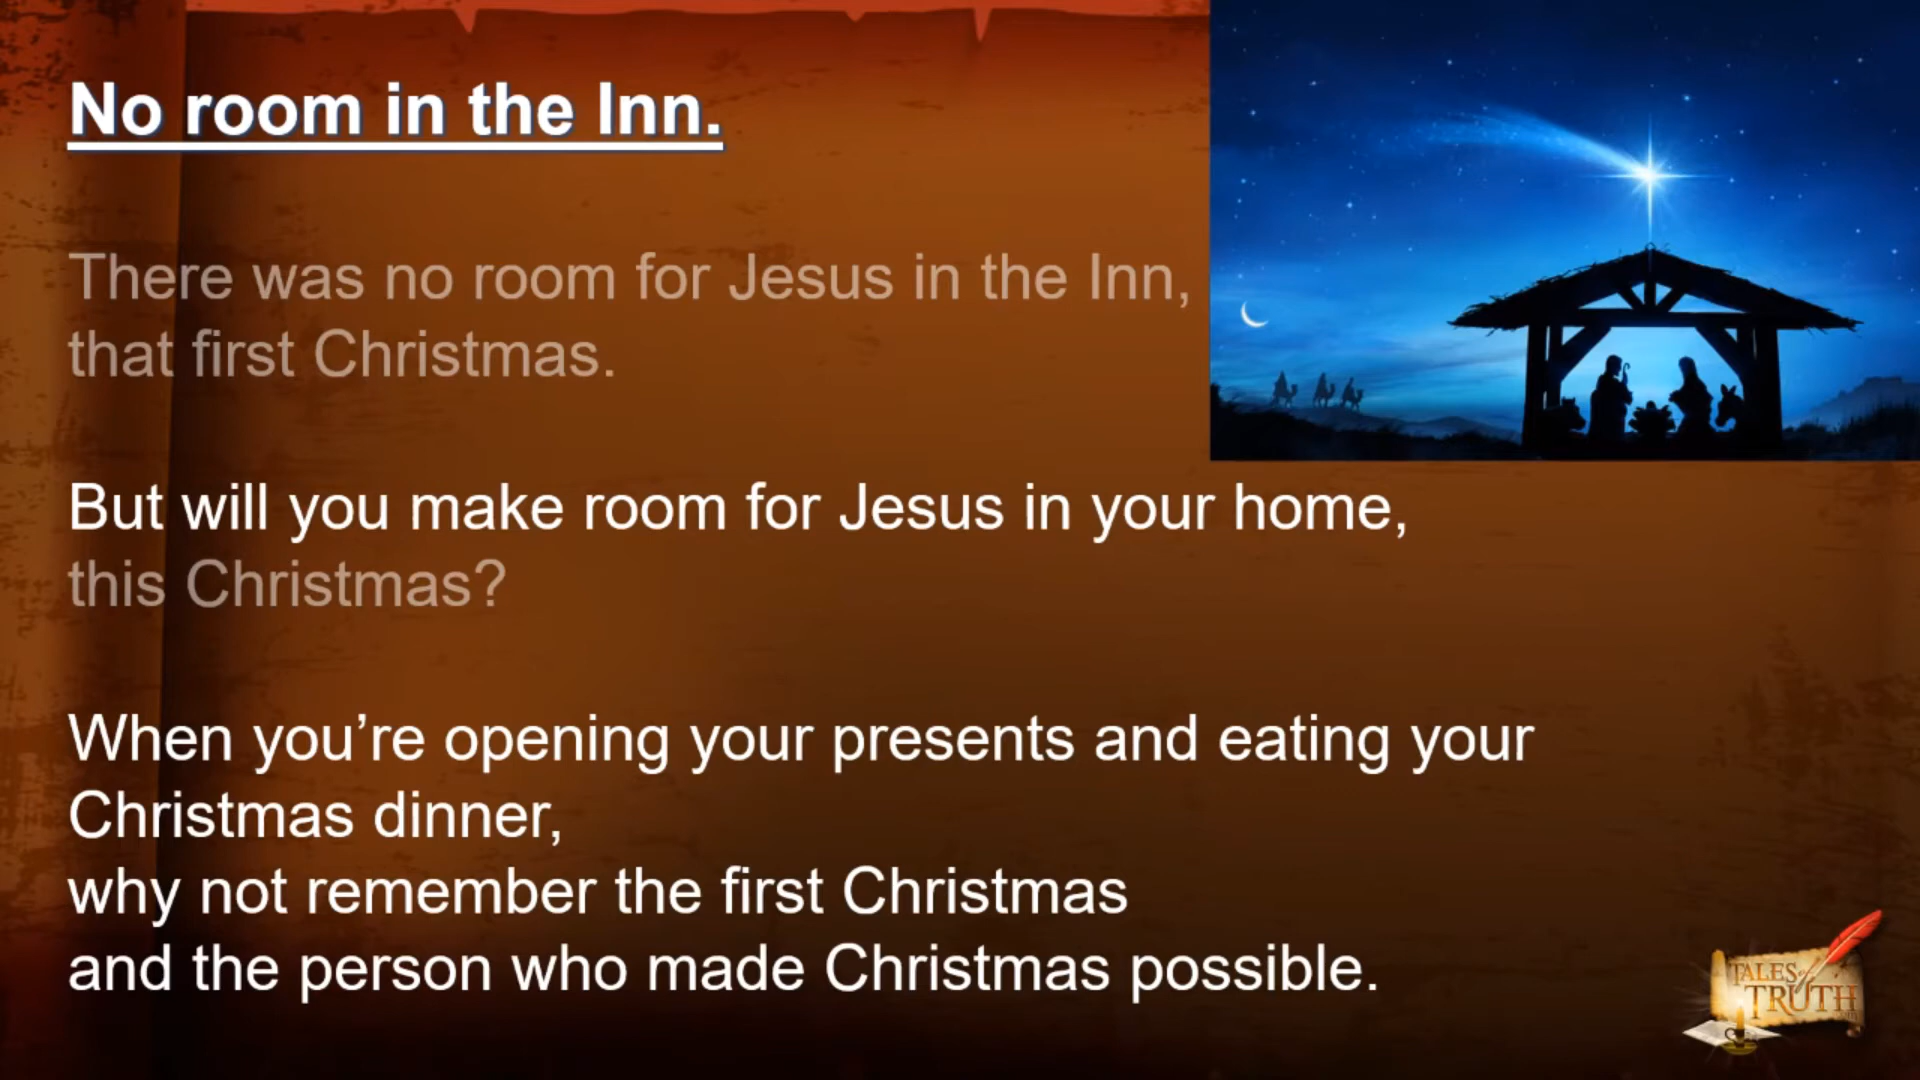 No room in the Inn.
There was no room for Jesus in the Inn,
that first Christmas.
But will you make room for Jesus in your home,
this Christmas?
When you’re opening your presents and eating your
Christmas dinner,
why not remember the first Christmas
and the person who made Christmas possible.
TALES of
TRUTH